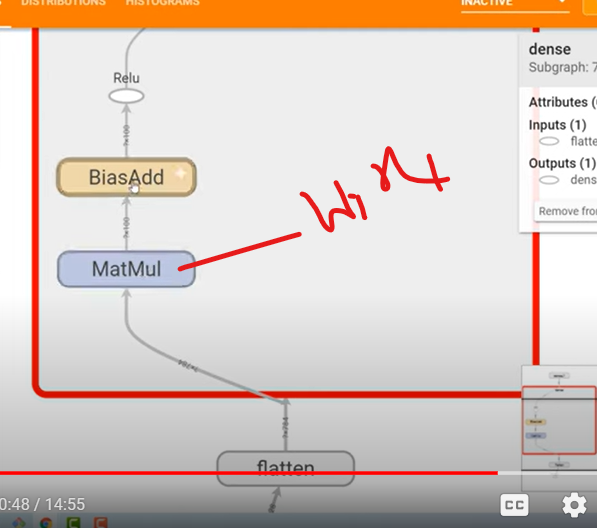 DISTRIBUTIONS HISTOGRAMS INACTIVE
dense
Subgraph: 7
Attributes (
Inputs (1)
flatte
Outputs (1)
dens
Remove fro
Relu
?×100
BiasAdd
?×100
MatMul
?×784
?×784
flatten
0:48 / 14:55
CC